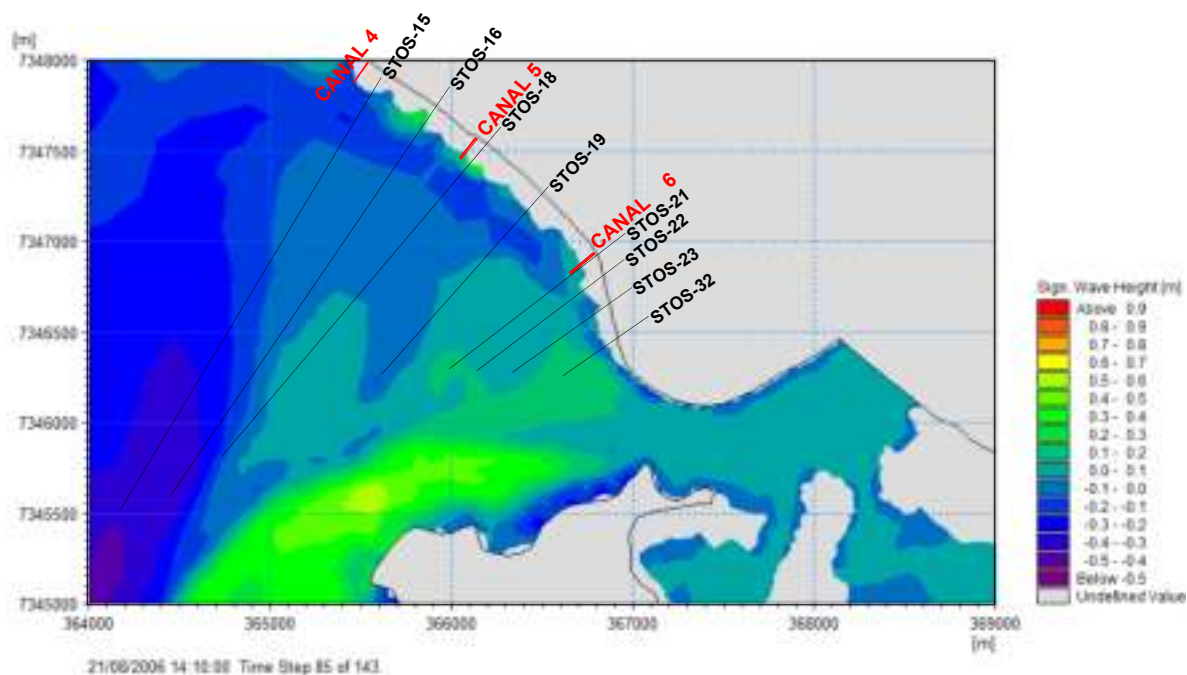 [m]
7348000
7347500
7347000
7346500
7346000
7345500
7345000
364000
365000
366000
367000
368000
369000
[m]
CANAL 4
STOS-15
STOS-16
CANAL 5
STOS-18
STOS-19
CANAL 6
STOS-21
STOS-22
STOS-23
STOS-32
Sign. Wave Height [m]
Above 0.9
0.8 - 0.9
0.7 - 0.8
0.6 - 0.7
0.5 - 0.6
0.4 - 0.5
0.3 - 0.4
0.2 - 0.3
0.1 - 0.2
0.0 - 0.1
-0.1 - 0.0
-0.2 - -0.1
-0.3 - -0.2
-0.4 - -0.3
-0.5 - -0.4
Below -0.5
Undefined Value
21/06/2006 14:10:00 Time Step 85 of 143.